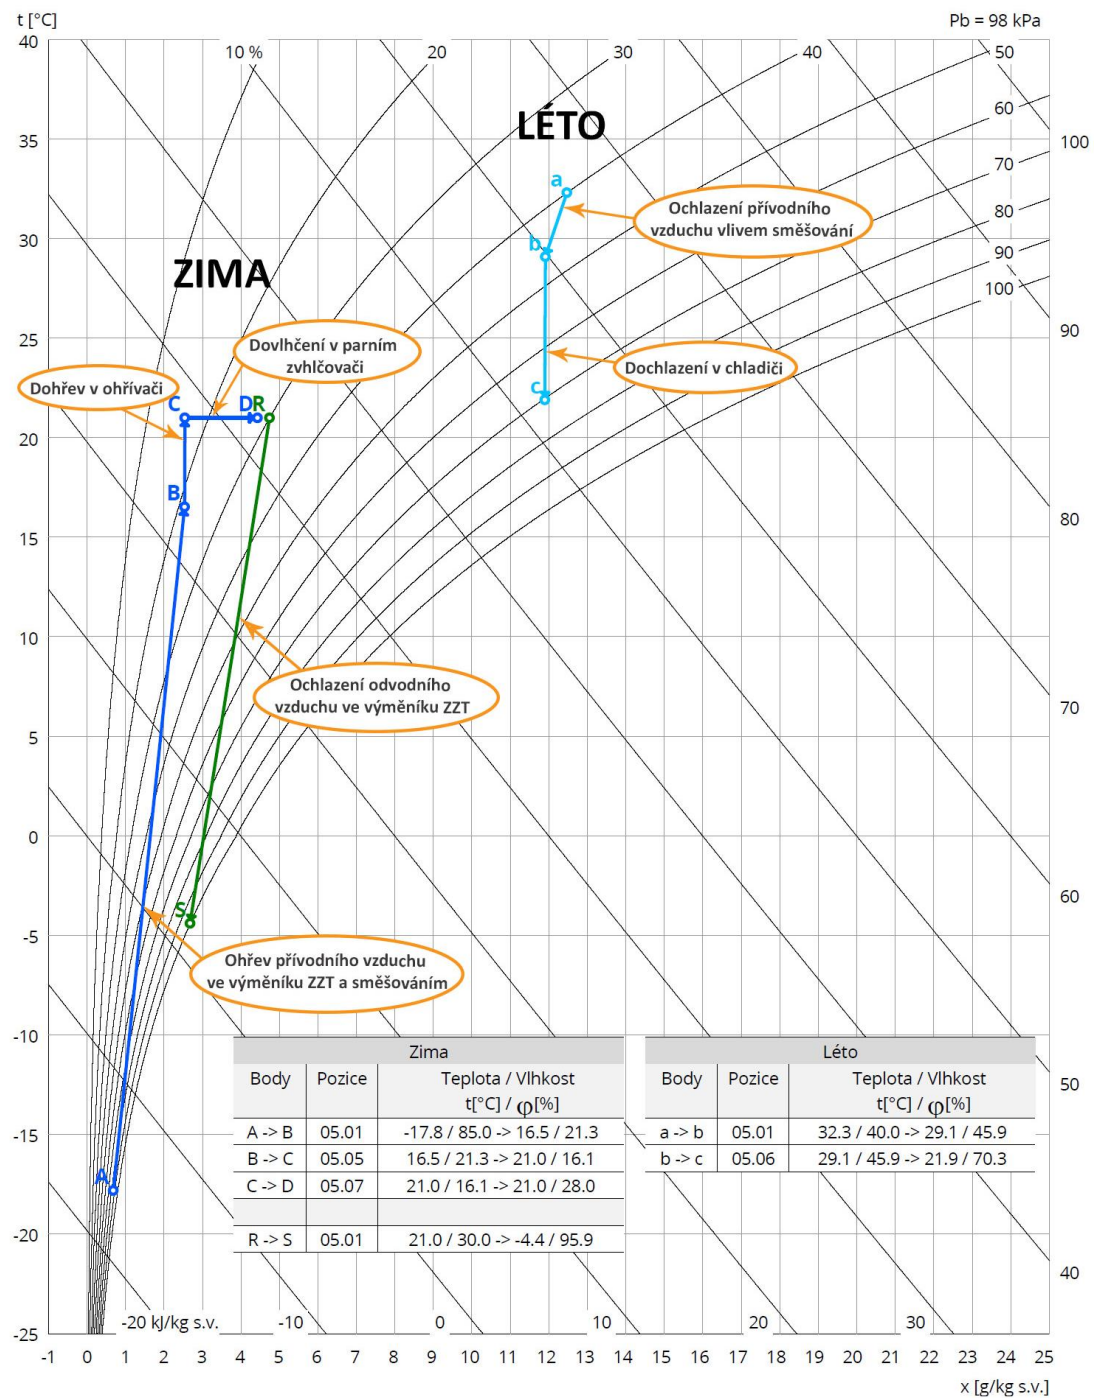 t [°C]
Pb = 98 kPa
40
10 %
20
30
40
50
60
35
LÉTO
100
70
a
Ochlazení přívodního
vzduchu vlivem směšování
80
30
b
90
ZIMA
100
25
Dovlhčení v parním
zvhlčovači
90
Dohřev v ohřívači
Dochlazení v chladiči
C
D
R
c
20
B
80
15
10
Ochlazení odvodního
vzduchu ve výměníku ZZT
70
5
0
60
S
-5
Ohřev přívodního vzduchu
ve výměníku ZZT a směšováním
-10
Zima
Léto
Body Pozice Teplota / Vlhkost
t[°C] / φ[%]
Body Pozice Teplota / Vlhkost
t[°C] / φ[%]
50
A -> B 05.01 -17.8 / 85.0 -> 16.5 / 21.3
a -> b 05.01 32.3 / 40.0 -> 29.1 / 45.9
-15
B -> C 05.05 16.5 / 21.3 -> 21.0 / 16.1
b -> c 05.06 29.1 / 45.9 -> 21.9 / 70.3
A
C -> D 05.07 21.0 / 16.1 -> 21.0 / 28.0
-20
R -> S 05.01 21.0 / 30.0 -> -4.4 / 95.9
40
-20 kJ/kg s.v.
-10
0
10
20
30
-25
-1 0 1 2 3 4 5 6 7 8 9 10 11 12 13 14 15 16 17 18 19 20 21 22 23 24 25
x [g/kg s.v.]